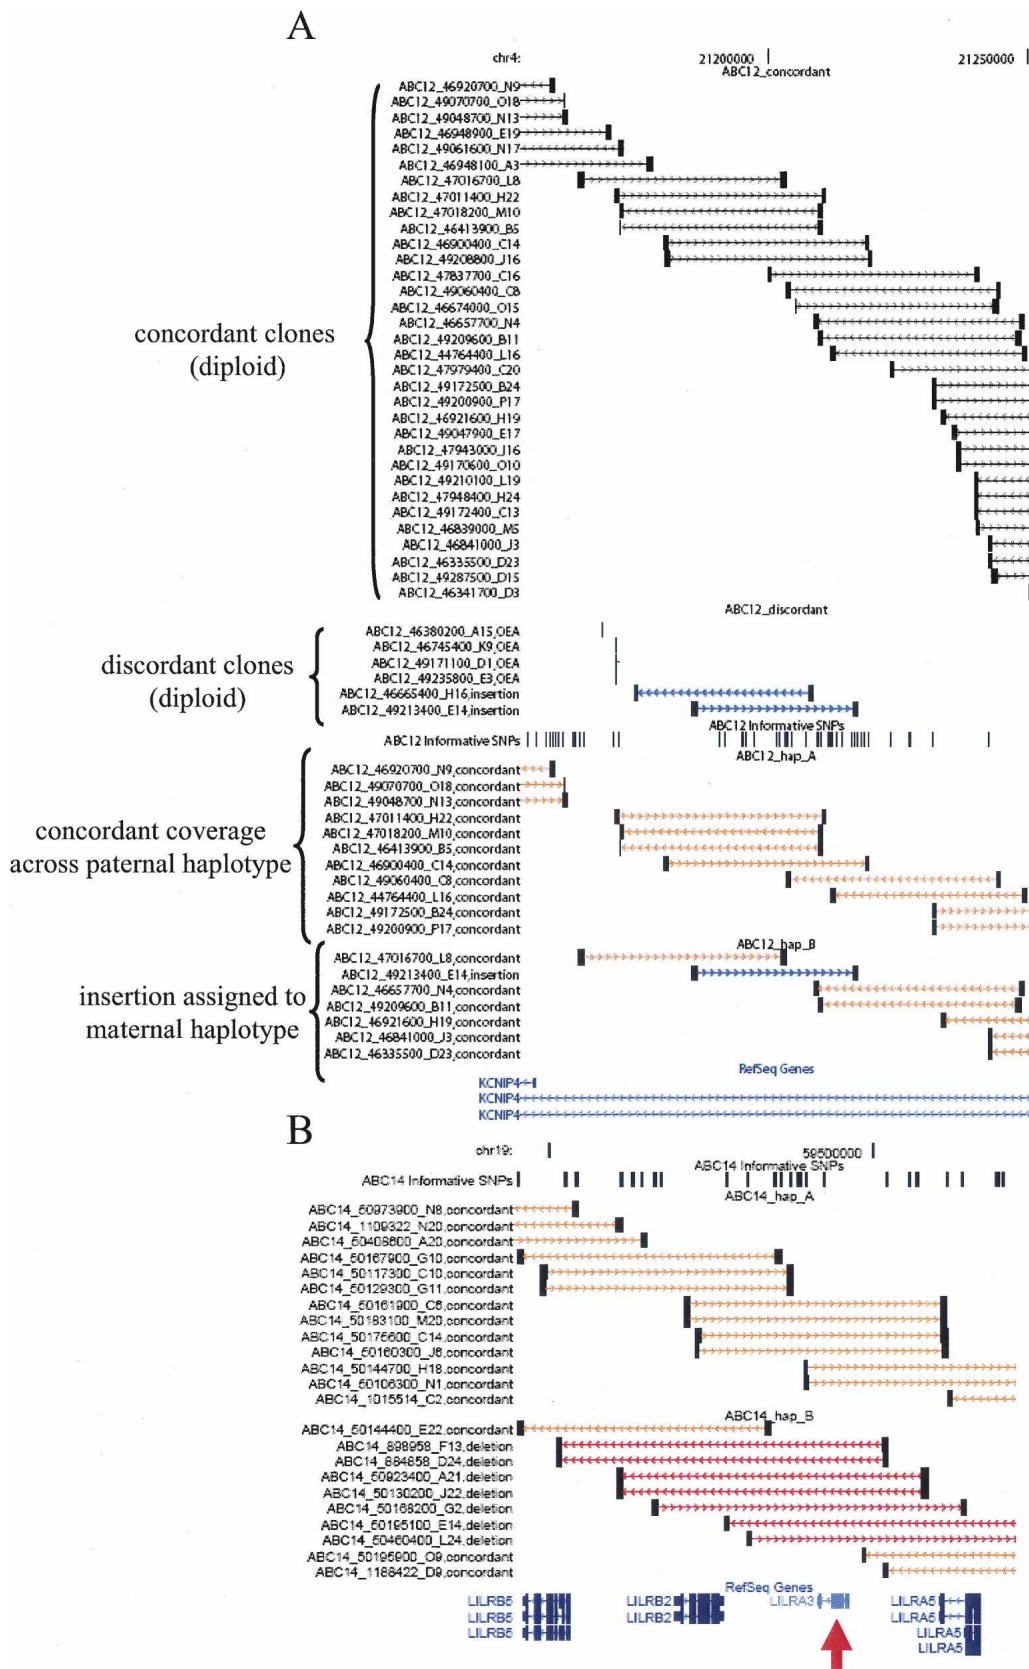 A
chr4: 21200000 21250000
ABC12_concordant
ABC12_46920700_N9
ABC12_49070700_O18
ABC12_49048700_N13
ABC12_46948900_E19
ABC12_49061600_N17
ABC12_46948100_A3
ABC12_47016700_L8
ABC12_47011400_H22
ABC12_47018200_M10
ABC12_46413900_B5
ABC12_46900400_C14
ABC12_49208800_J16
ABC12_47837700_C16
ABC12_49060400_C8
ABC12_46674000_O15
ABC12_46657700_N4
ABC12_49209600_B11
ABC12_44764400_L16
ABC12_47979400_C20
ABC12_49172500_B24
ABC12_49200900_P17
ABC12_46921600_H19
ABC12_49047900_E17
ABC12_47943000_J16
ABC12_49170600_O10
ABC12_49210100_L19
ABC12_47948400_H24
ABC12_49172400_C13
ABC12_46839000_M5
ABC12_46841000_J3
ABC12_46335500_D23
ABC12_49287500_D15
ABC12_46341700_D3
concordant clones
(diploid)
ABC12_discordant
ABC12_46380200_A15,OEA
ABC12_46745400_K9,OEA
ABC12_49171100_D1,OEA
ABC12_49235800_E3,OEA
ABC12_46665400_H16,insertion
ABC12_49213400_E14,insertion
discordant clones
(diploid)
ABC12 Informative SNPs
ABC12 Informative SNPs
ABC12_hap_A
ABC12_46920700_N9,concordant
ABC12_49070700_O18,concordant
ABC12_49048700_N13,concordant
ABC12_47011400_H22,concordant
ABC12_47018200_M10,concordant
ABC12_46413900_B5,concordant
ABC12_46900400_C14,concordant
ABC12_49060400_C8,concordant
ABC12_44764400_L16,concordant
ABC12_49172500_B24,concordant
ABC12_49200900_P17,concordant
concordant coverage
across paternal haplotype
ABC12_hap_B
ABC12_47016700_L8,concordant
ABC12_49213400_E14,insertion
ABC12_46657700_N4,concordant
ABC12_49209600_B11,concordant
ABC12_46921600_H19,concordant
ABC12_46841000_J3,concordant
ABC12_46335500_D23,concordant
insertion assigned to
maternal haplotype
RefSeq Genes
KCNIP4
KCNIP4
KCNIP4
B
chr19: 59500000
ABC14 Informative SNPs
ABC14 Informative SNPs
ABC14_hap_A
ABC14_50973900_N8,concordant
ABC14_1109322_N20,concordant
ABC14_50408600_A20,concordant
ABC14_50167900_G10,concordant
ABC14_50117300_C10,concordant
ABC14_50129300_G11,concordant
ABC14_50161900_C6,concordant
ABC14_50183100_M20,concordant
ABC14_50175600_C14,concordant
ABC14_50160300_J6,concordant
ABC14_50144700_H18,concordant
ABC14_50106300_N1,concordant
ABC14_1015514_C2,concordant
ABC14_hap_B
ABC14_50144400_E22,concordant
ABC14_898958_F13,deletion
ABC14_884858_D24,deletion
ABC14_50923400_A21,deletion
ABC14_50130200_J22,deletion
ABC14_50168200_G2,deletion
ABC14_50195100_E14,deletion
ABC14_50460400_L24,deletion
ABC14_50195900_O9,concordant
ABC14_1188422_D9,concordant
RefSeq Genes
LILRB5 LILRB2 LILRA3 LILRA5
LILRB5 LILRB2 LILRA5
LILRB5 LILRA5
LILRA5